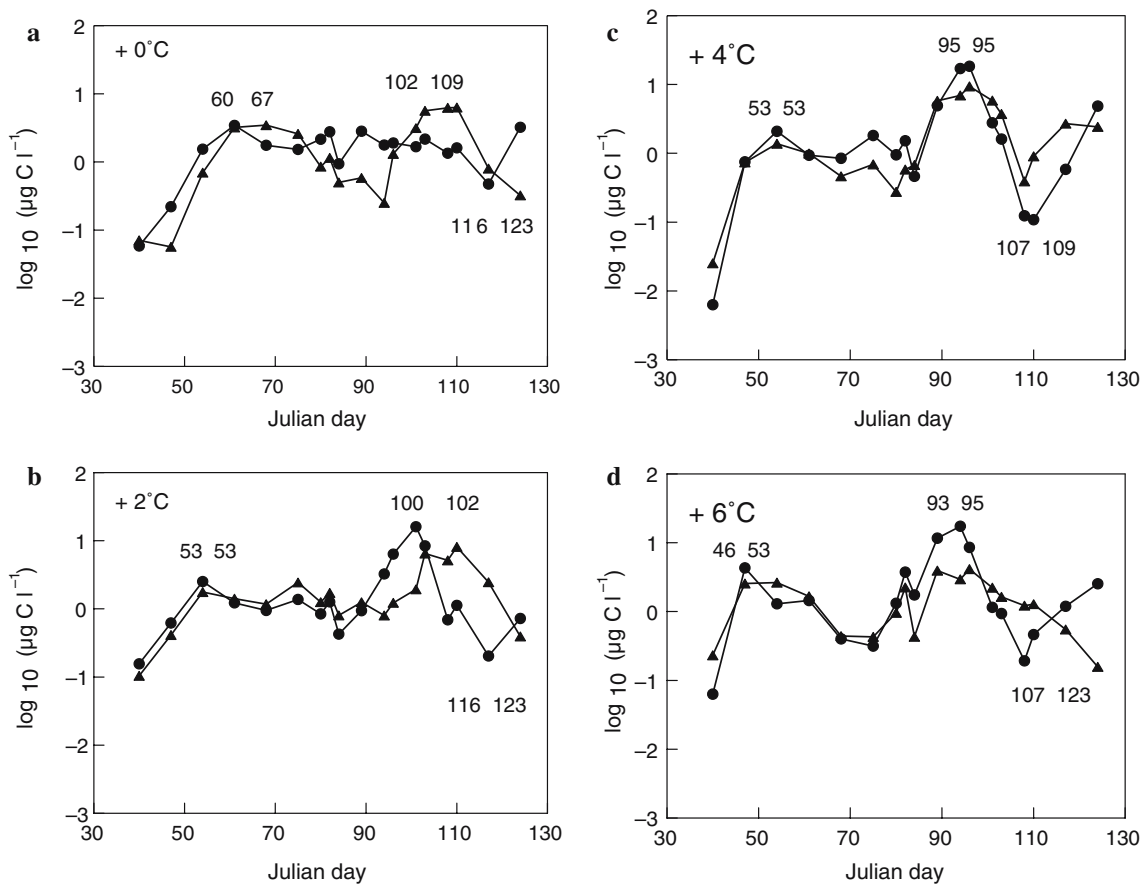 a
+ 0°C
2
1
0
−1
−2
−3
log 10 (µg C l⁻¹)
60 67
102 109
116 123
30 50 70 90 110 130
Julian day
b
+ 2°C
2
1
0
−1
−2
−3
log 10 (µg C l⁻¹)
53 53
100 102
116 123
30 50 70 90 110 130
Julian day
c
+ 4°C
2
1
0
−1
−2
−3
log 10 (µg C l⁻¹)
53 53
95 95
107 109
30 50 70 90 110 130
Julian day
d
+ 6°C
2
1
0
−1
−2
−3
log 10 (µg C l⁻¹)
46 53
93 95
107 123
30 50 70 90 110 130
Julian day